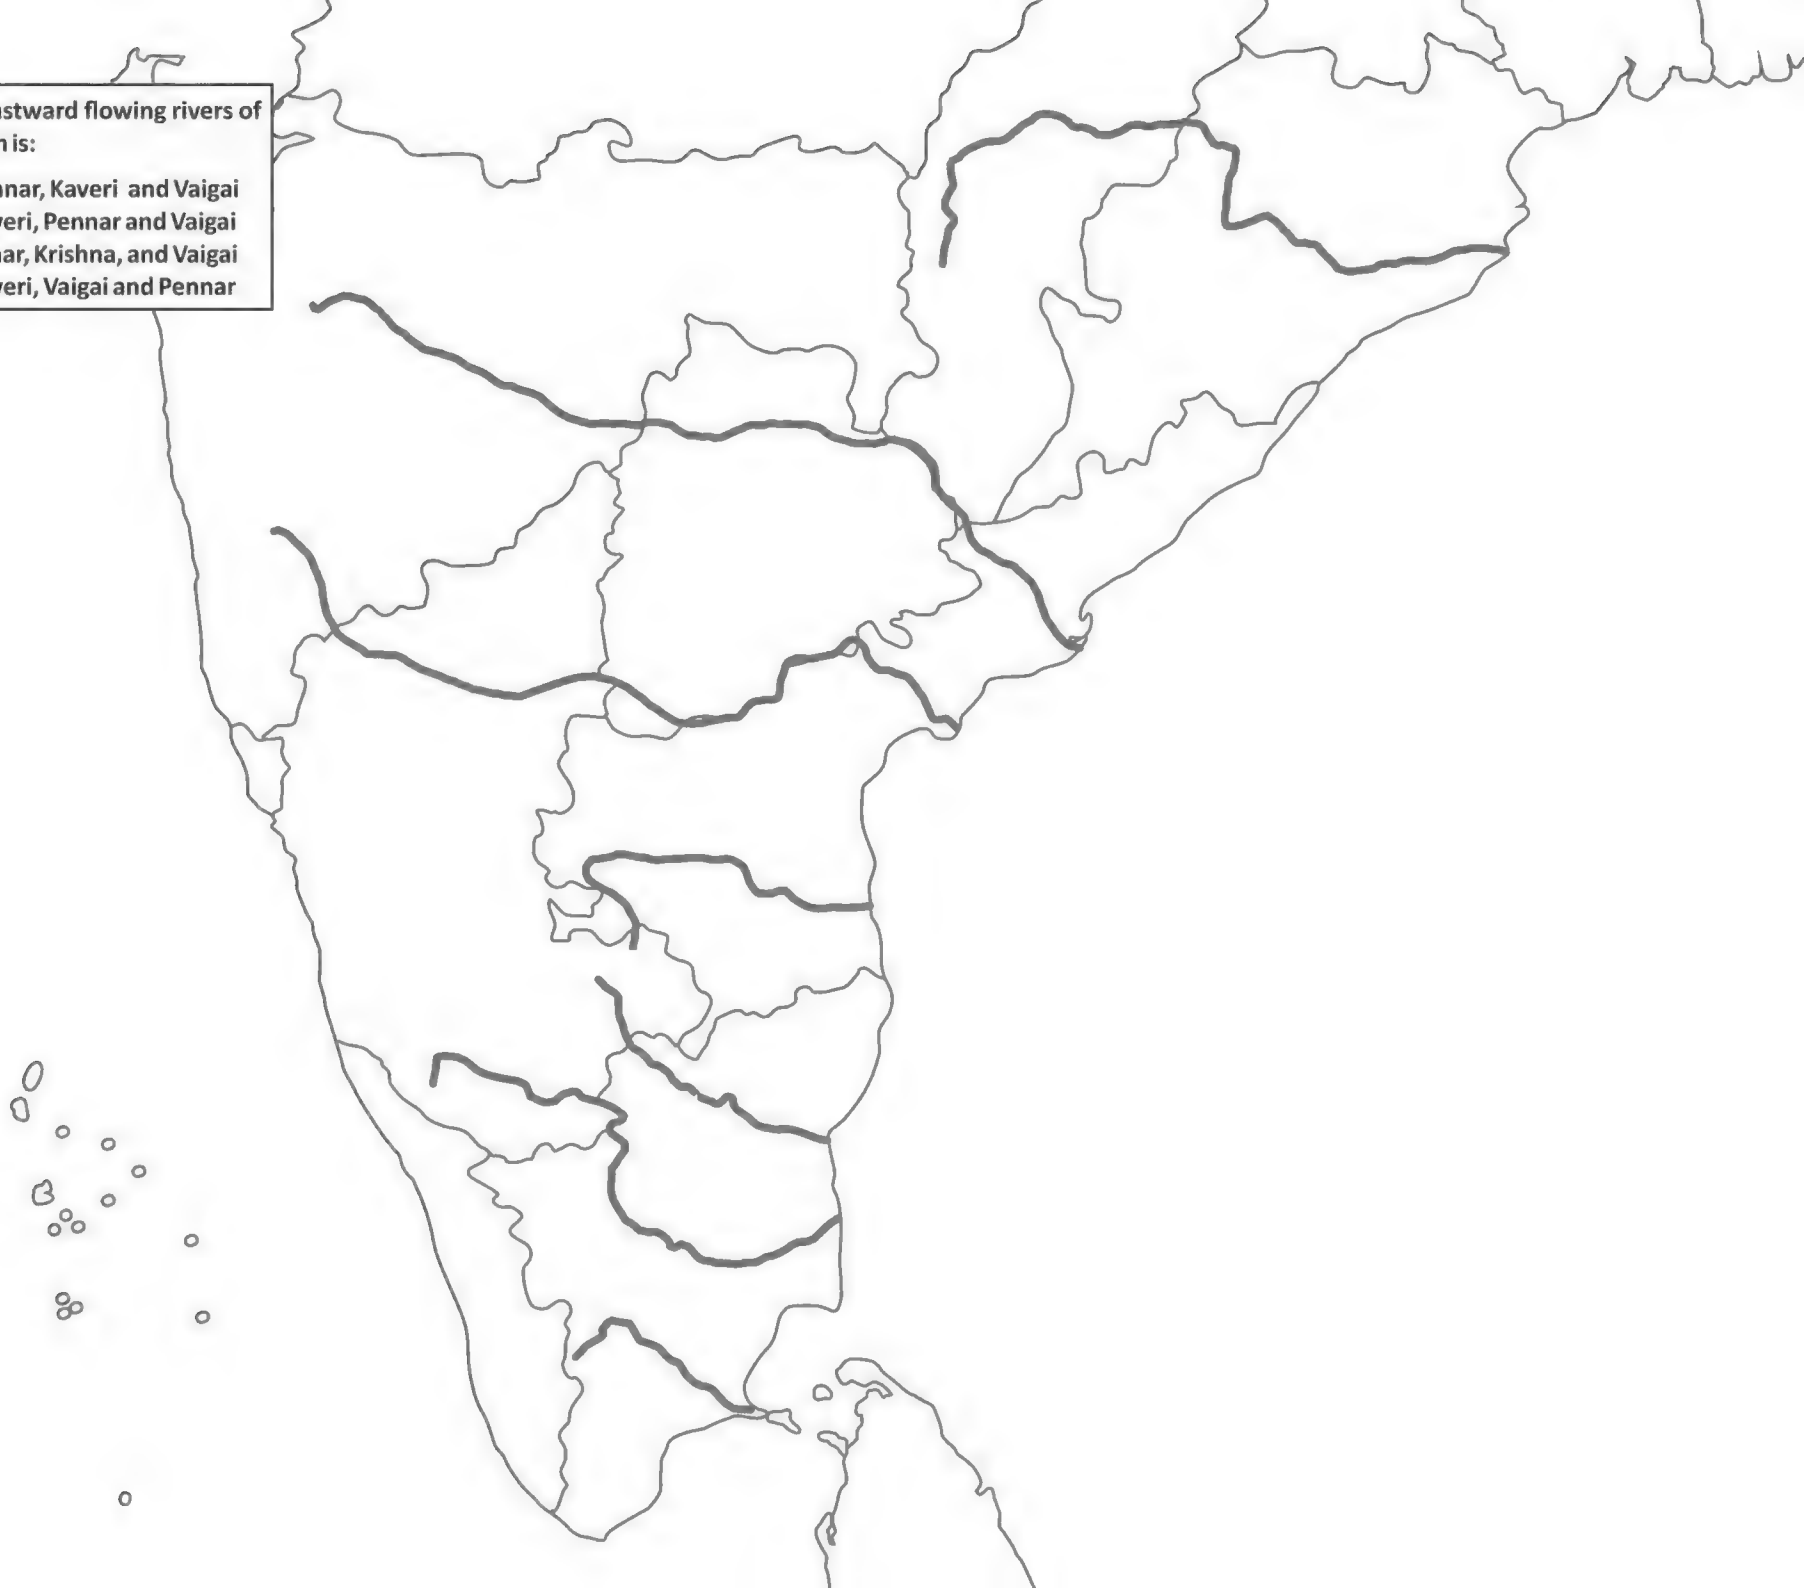 astward flowing rivers of
n is:
nnar, Kaveri and Vaigai
veri, Pennar and Vaigai
nar, Krishna, and Vaigai
veri, Vaigai and Pennar